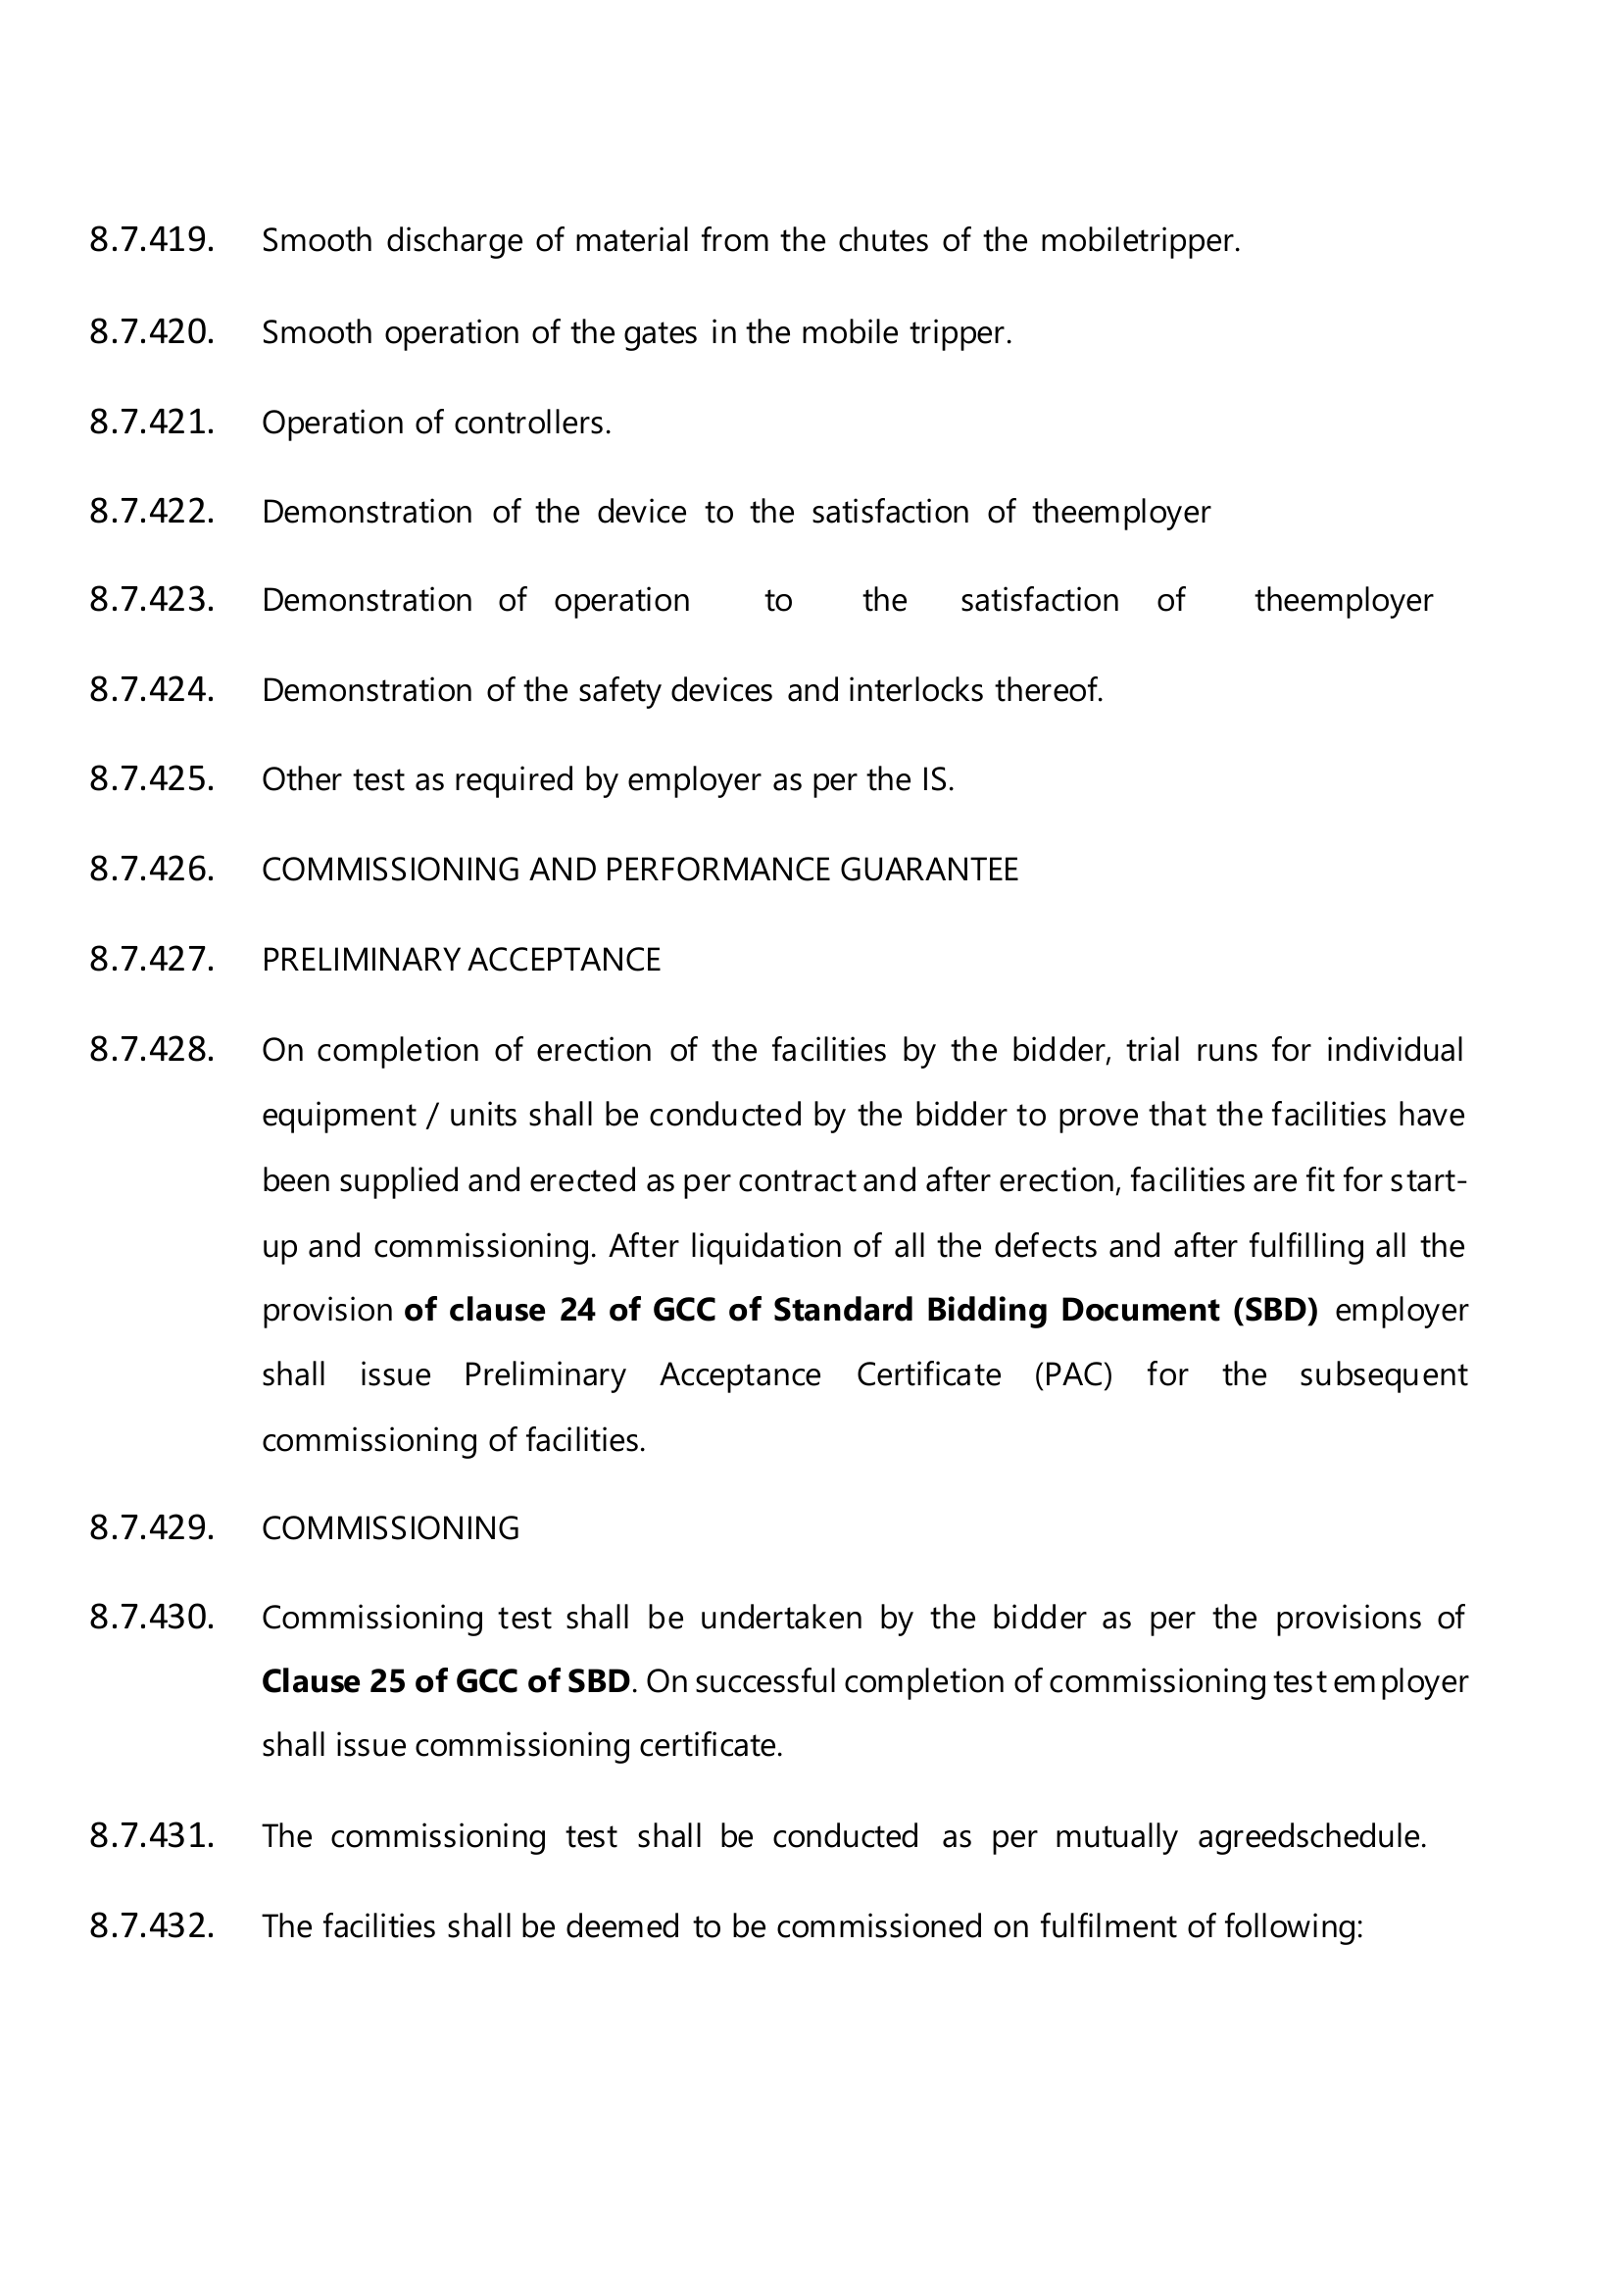 8.7.419. Smooth discharge of material from the chutes of the mobiletripper.
8.7.420. Smooth operation of the gates in the mobile tripper.
8.7.421. Operation of controllers.
8.7.422. Demonstration of the device to the satisfaction of theemployer
8.7.423. Demonstration of operation to the satisfaction of theemployer
8.7.424. Demonstration of the safety devices and interlocks thereof.
8.7.425. Other test as required by employer as per the IS.
8.7.426. COMMISSIONING AND PERFORMANCE GUARANTEE
8.7.427. PRELIMINARY ACCEPTANCE
8.7.428. On completion of erection of the facilities by the bidder, trial runs for individual
equipment / units shall be conducted by the bidder to prove that the facilities have
been supplied and erected as per contract and after erection, facilities are fit for start-
up and commissioning. After liquidation of all the defects and after fulfilling all the
provision of clause 24 of GCC of Standard Bidding Document (SBD) employer
shall issue Preliminary Acceptance Certificate (PAC) for the subsequent
commissioning of facilities.
8.7.429. COMMISSIONING
8.7.430. Commissioning test shall be undertaken by the bidder as per the provisions of
Clause 25 of GCC of SBD. On successful completion of commissioning test employer
shall issue commissioning certificate.
8.7.431. The commissioning test shall be conducted as per mutually agreedschedule.
8.7.432. The facilities shall be deemed to be commissioned on fulfilment of following: